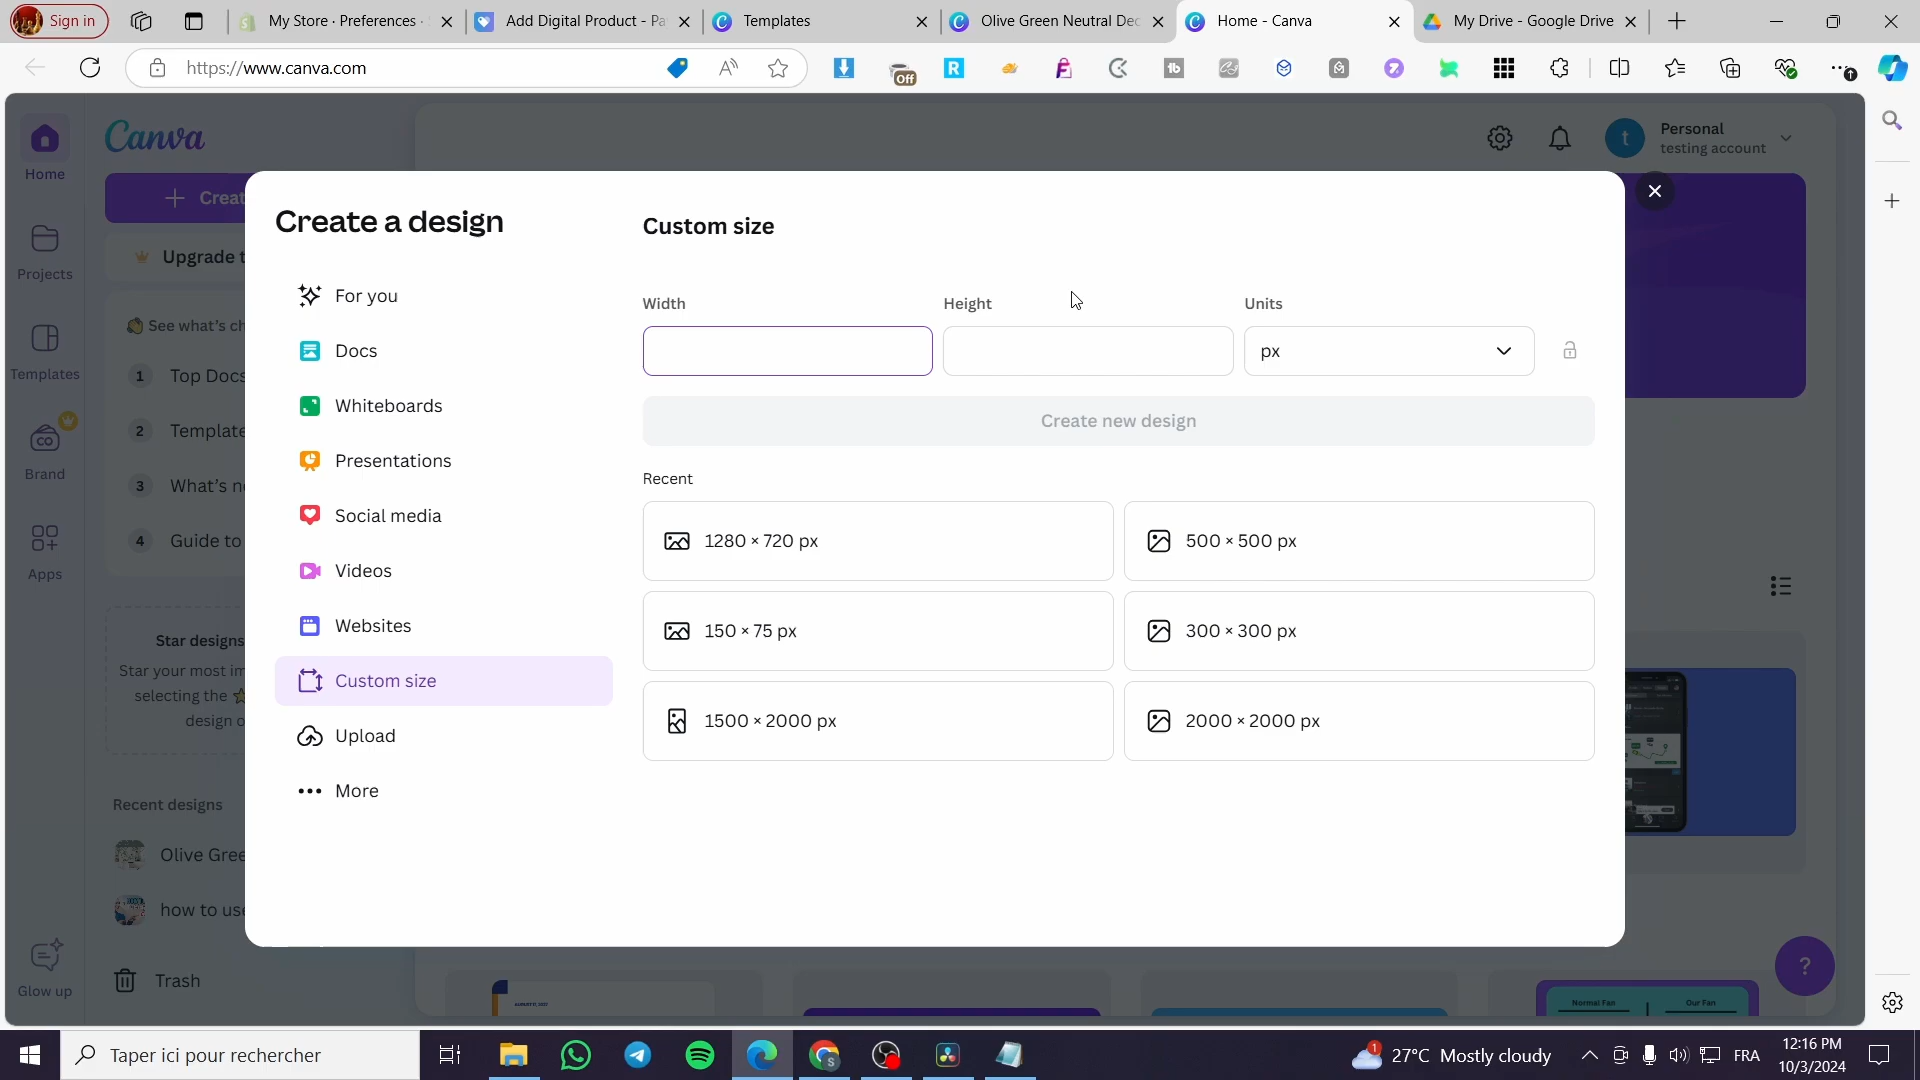 Sign in
My Store · Preferences ·
Add Digital Product - Pa
Templates
Olive Green Neutral Dec
Home - Canva
My Drive - Google Drive
https://www.canva.com
Off
Canva
Personal
testing account
Home
Projects
Templates
Brand
Apps
Glow up
Creat
Upgrade t
See what's ch
1 Top Docs
2 Template
3 What's n
4 Guide to
Star designs
Star your most im
selecting the
design o
Recent designs
Olive Gree
how to use
Trash
Create a design
For you
Docs
Whiteboards
Presentations
Social media
Videos
Websites
Custom size
Upload
More
Custom size
Width
Height
Units
px
Create new design
Recent
1280 × 720 px
500 × 500 px
150 × 75 px
300 × 300 px
1500 × 2000 px
2000 × 2000 px
Normal Fan
Our Fan
?
Taper ici pour rechercher
1
27°C Mostly cloudy
FRA
12:16 PM
10/3/2024